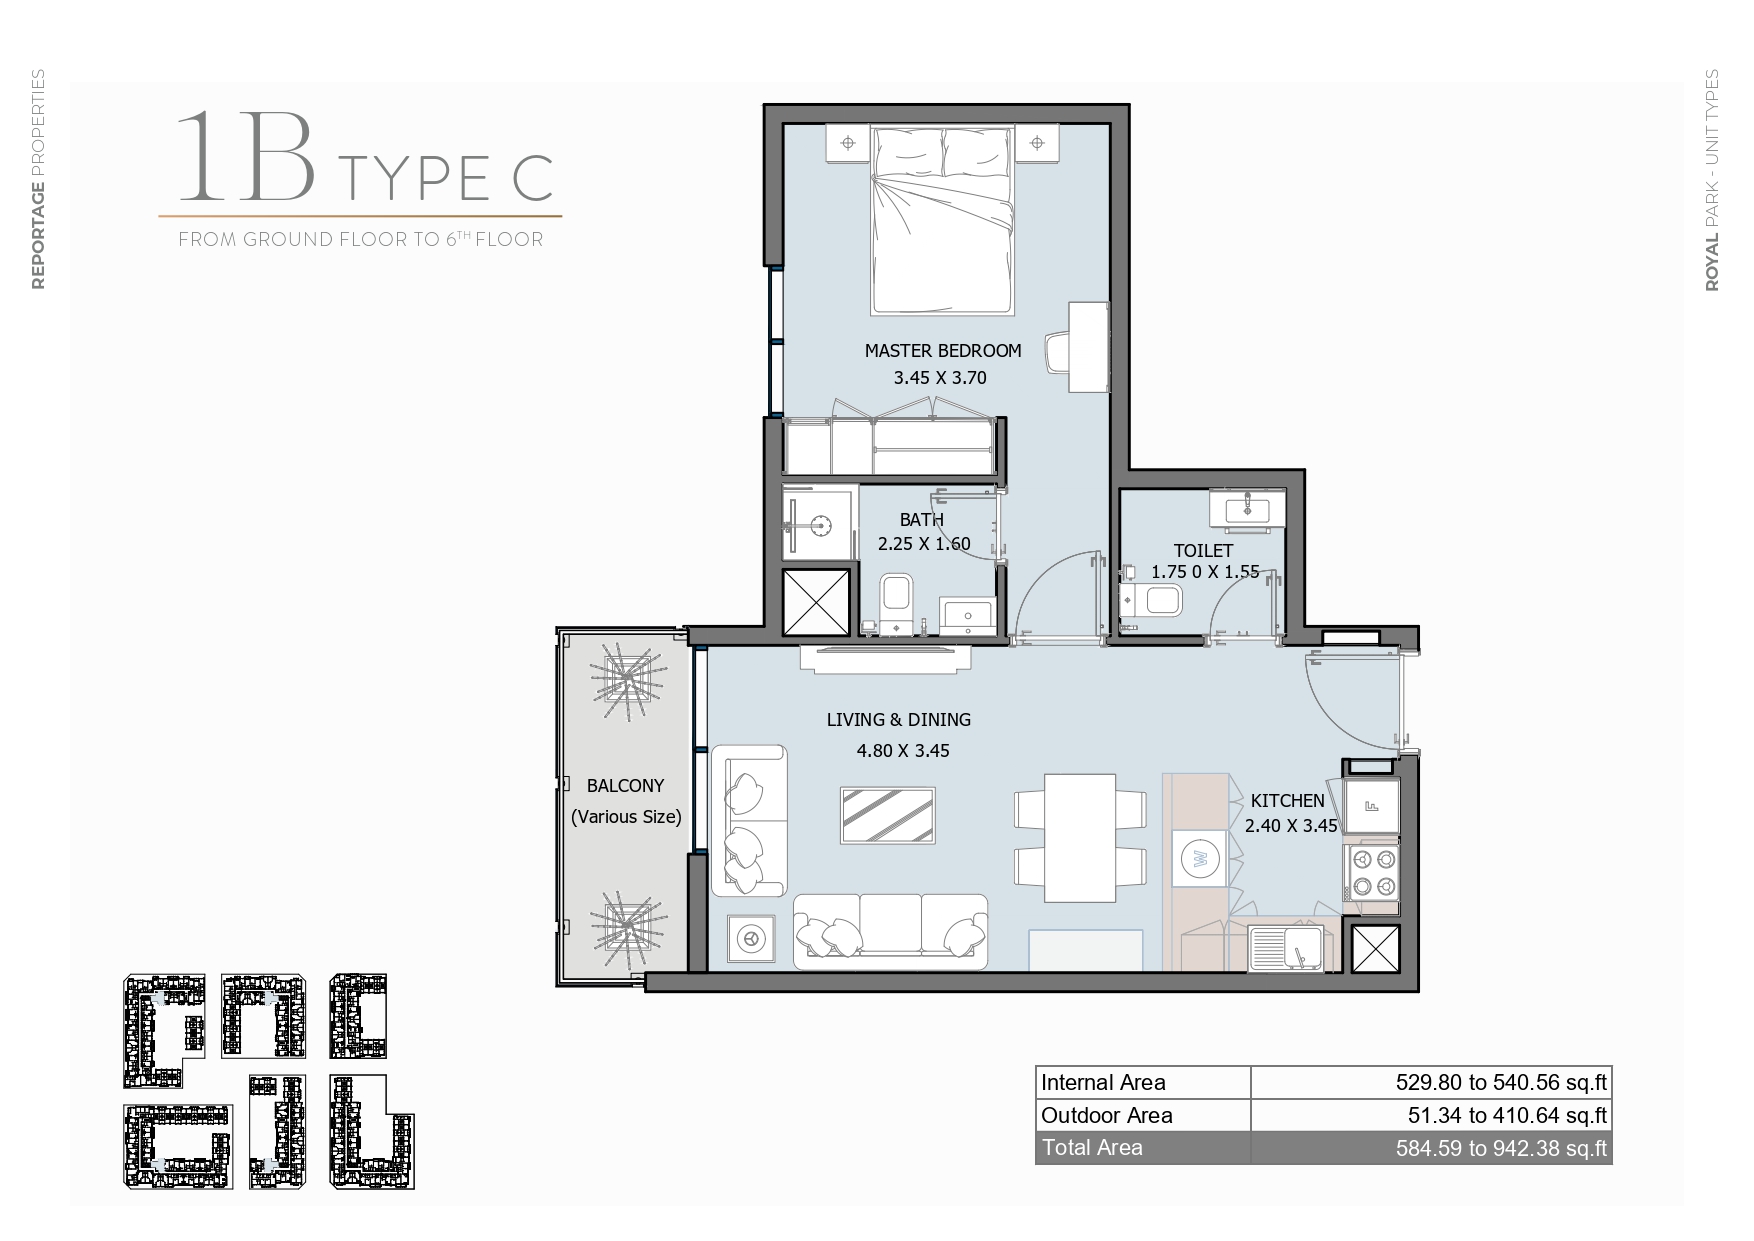 REPORTAGE PROPERTIES
ROYAL PARK - UNIT TYPES
1B TYPE C
FROM GROUND FLOOR TO 6TH FLOOR
MASTER BEDROOM
3.45 X 3.70
BATH
2.25 X 1.60
TOILET
1.75 0 X 1.55
LIVING & DINING
4.80 X 3.45
BALCONY
(Various Size)
KITCHEN
2.40 X 3.45
F
W
Internal Area 529.80 to 540.56 sq.ft
Outdoor Area 51.34 to 410.64 sq.ft
Total Area 584.59 to 942.38 sq.ft